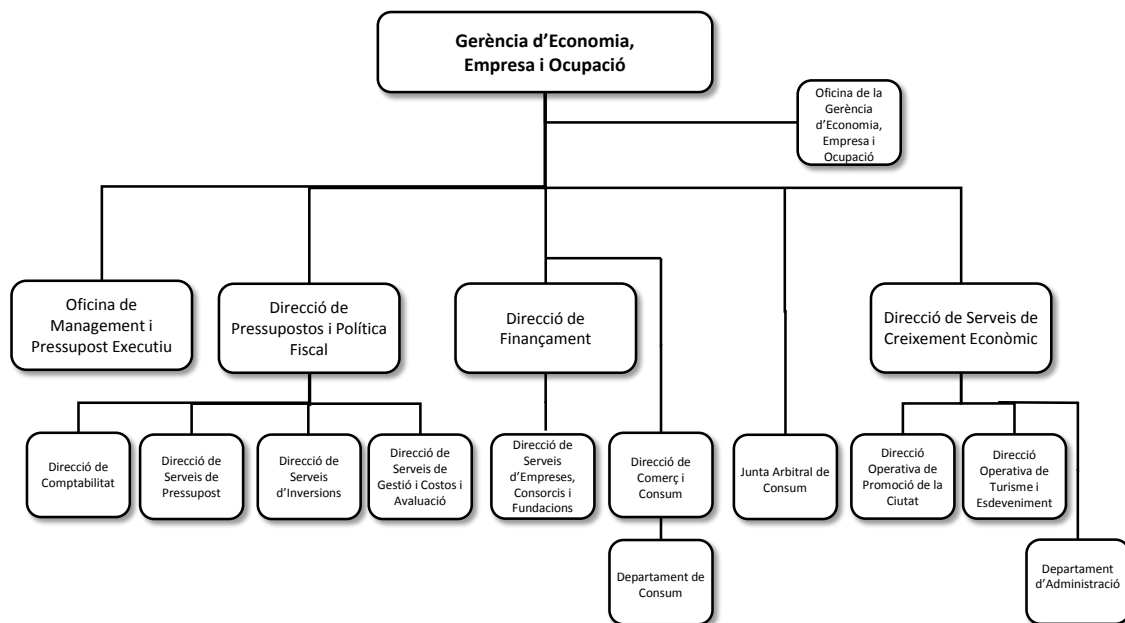 Gerència d’Economia,
Empresa i Ocupació
Oficina de la
Gerència
d’Economia,
Empresa i
Ocupació
Oficina de
Management i
Pressupost Executiu
Direcció de
Pressupostos i Política
Fiscal
Direcció de
Finançament
Direcció de Serveis de
Creixement Econòmic
Direcció de
Comptabilitat
Direcció de
Serveis de
Pressupost
Direcció de
Serveis
d’Inversions
Direcció de
Serveis de
Gestió i Costos i
Avaluació
Direcció de
Serveis
d’Empreses,
Consorcis i
Fundacions
Direcció de
Comerç i
Consum
Junta Arbitral de
Consum
Direcció
Operativa de
Promoció de la
Ciutat
Direcció
Operativa de
Turisme i
Esdeveniment
Departament de
Consum
Departament
d’Administració